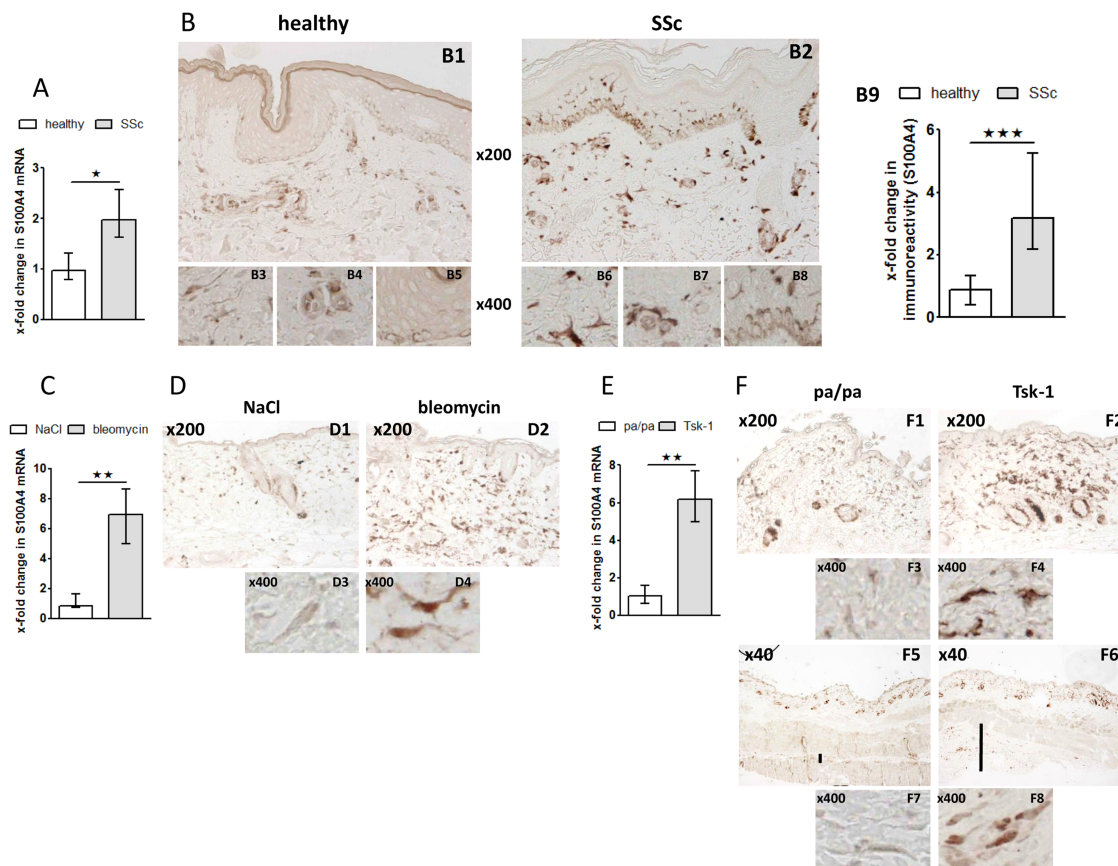 A
healthy SSc
x-fold change in S100A4 mRNA
3
2
1
0
★
B
healthy
SSc
B1
B2
x200
B3
B4
B5
x400
B6
B7
B8
B9
healthy SSc
x-fold change in
immunoreactivity (S100A4)
6
4
2
0
★★★
C
NaCl bleomycin
x-fold change in S100A4 mRNA
10
8
6
4
2
0
★★
D
NaCl
bleomycin
x200
D1
x200
D2
x400
D3
x400
D4
E
pa/pa Tsk-1
x-fold change in S100A4 mRNA
8
6
4
2
0
★★
F
pa/pa
Tsk-1
x200
F1
x200
F2
x400
F3
x400
F4
x40
F5
x40
F6
x400
F7
x400
F8